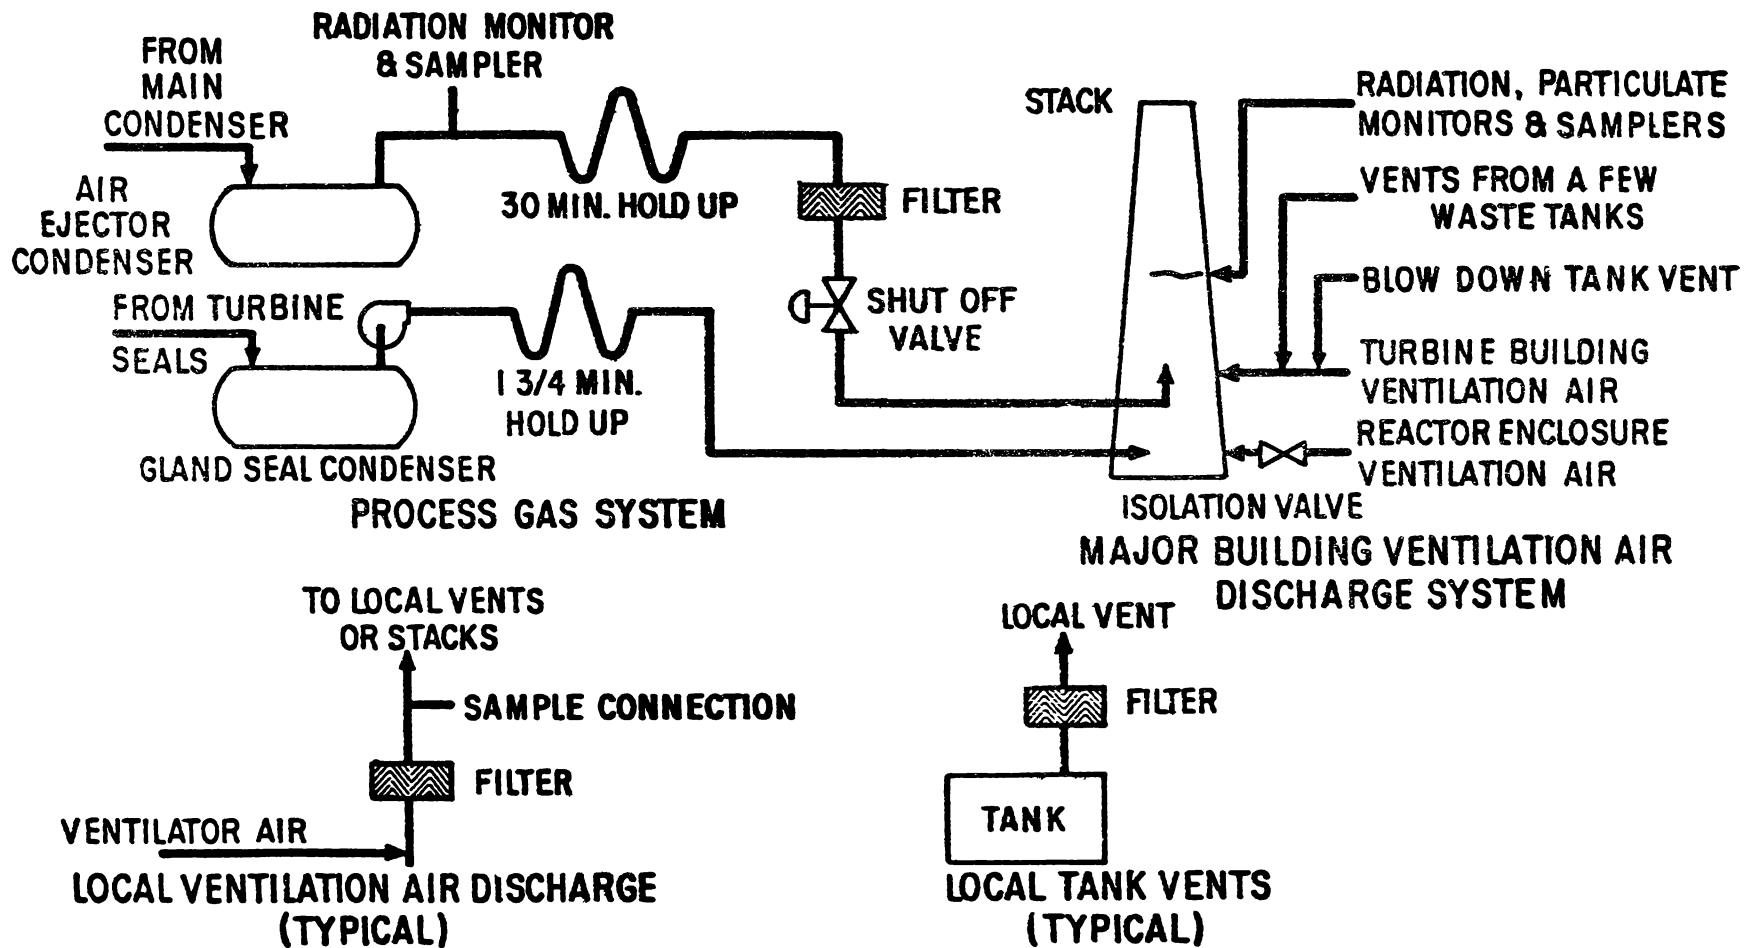 RADIATION MONITOR
& SAMPLER
FROM
MAIN
CONDENSER
AIR
EJECTOR
CONDENSER
30 MIN. HOLD UP
FILTER
SHUT OFF
VALVE
FROM TURBINE
SEALS
1 3/4 MIN.
HOLD UP
GLAND SEAL CONDENSER
PROCESS GAS SYSTEM
STACK
RADIATION, PARTICULATE
MONITORS & SAMPLERS
VENTS FROM A FEW
WASTE TANKS
BLOW DOWN TANK VENT
TURBINE BUILDING
VENTILATION AIR
REACTOR ENCLOSURE
VENTILATION AIR
ISOLATION VALVE
MAJOR BUILDING VENTILATION AIR
DISCHARGE SYSTEM
TO LOCAL VENTS
OR STACKS
SAMPLE CONNECTION
FILTER
VENTILATOR AIR
LOCAL VENTILATION AIR DISCHARGE
(TYPICAL)
LOCAL VENT
FILTER
TANK
LOCAL TANK VENTS
(TYPICAL)